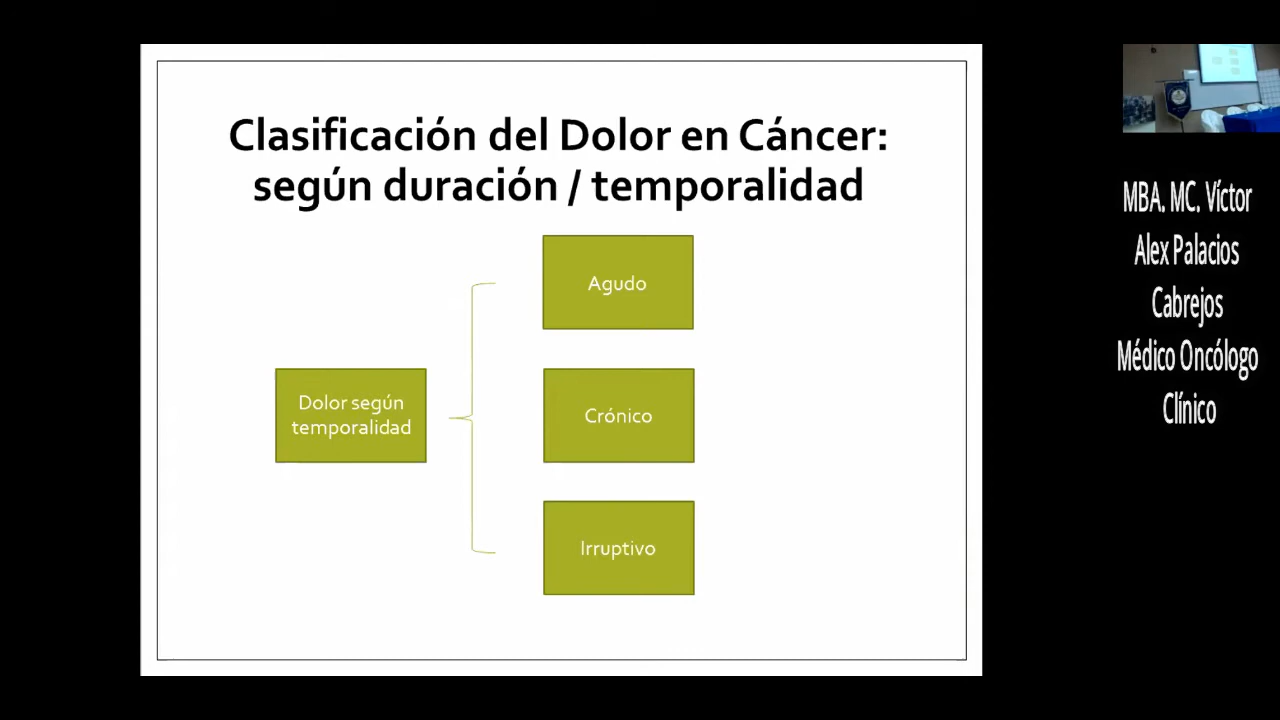 Clasificación del Dolor en Cáncer:
según duración / temporalidad
Dolor según
temporalidad
Agudo
Crónico
Irruptivo
MBA. MC. Víctor
Alex Palacios
Cabrejos
Médico Oncólogo
Clínico